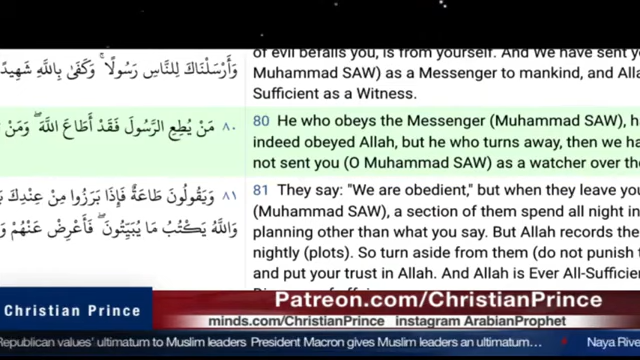 of evil befalls you, is from yourself. And We have sent yo
Muhammad SAW) as a Messenger to mankind, and Alla
Sufficient as a Witness.
وَأَرْسَلْنَاكَ لِلنَّاسِ رَسُولًا ۚ وَكَفَىٰ بِاللَّهِ شَهِيدً
80 He who obeys the Messenger (Muhammad SAW), ha
indeed obeyed Allah, but he who turns away, then we ha
not sent you (O Muhammad SAW) as a watcher over the
٨٠ مَنْ يُطِعِ الرَّسُولَ فَقَدْ أَطَاعَ اللَّهَ ۖ وَمَنْ
81 They say: "We are obedient," but when they leave you
(Muhammad SAW), a section of them spend all night in
planning other than what you say. But Allah records the
nightly (plots). So turn aside from them (do not punish t
and put your trust in Allah. And Allah is Ever All-Sufficie
٨١ وَيَقُولُونَ طَاعَةٌ فَإِذَا بَرَزُوا مِنْ عِنْدِكَ بَ
وَاللَّهُ يَكْتُبُ مَا يُبَيِّتُونَ ۖ فَأَعْرِضْ عَنْهُمْ وَ
Christian Prince
Patreon.com/ChristianPrince
minds.com/ChristianPrince instagram ArabianProphet
Republican values' ultimatum to Muslim leaders President Macron gives Muslim leaders an ultimatum... Naya River